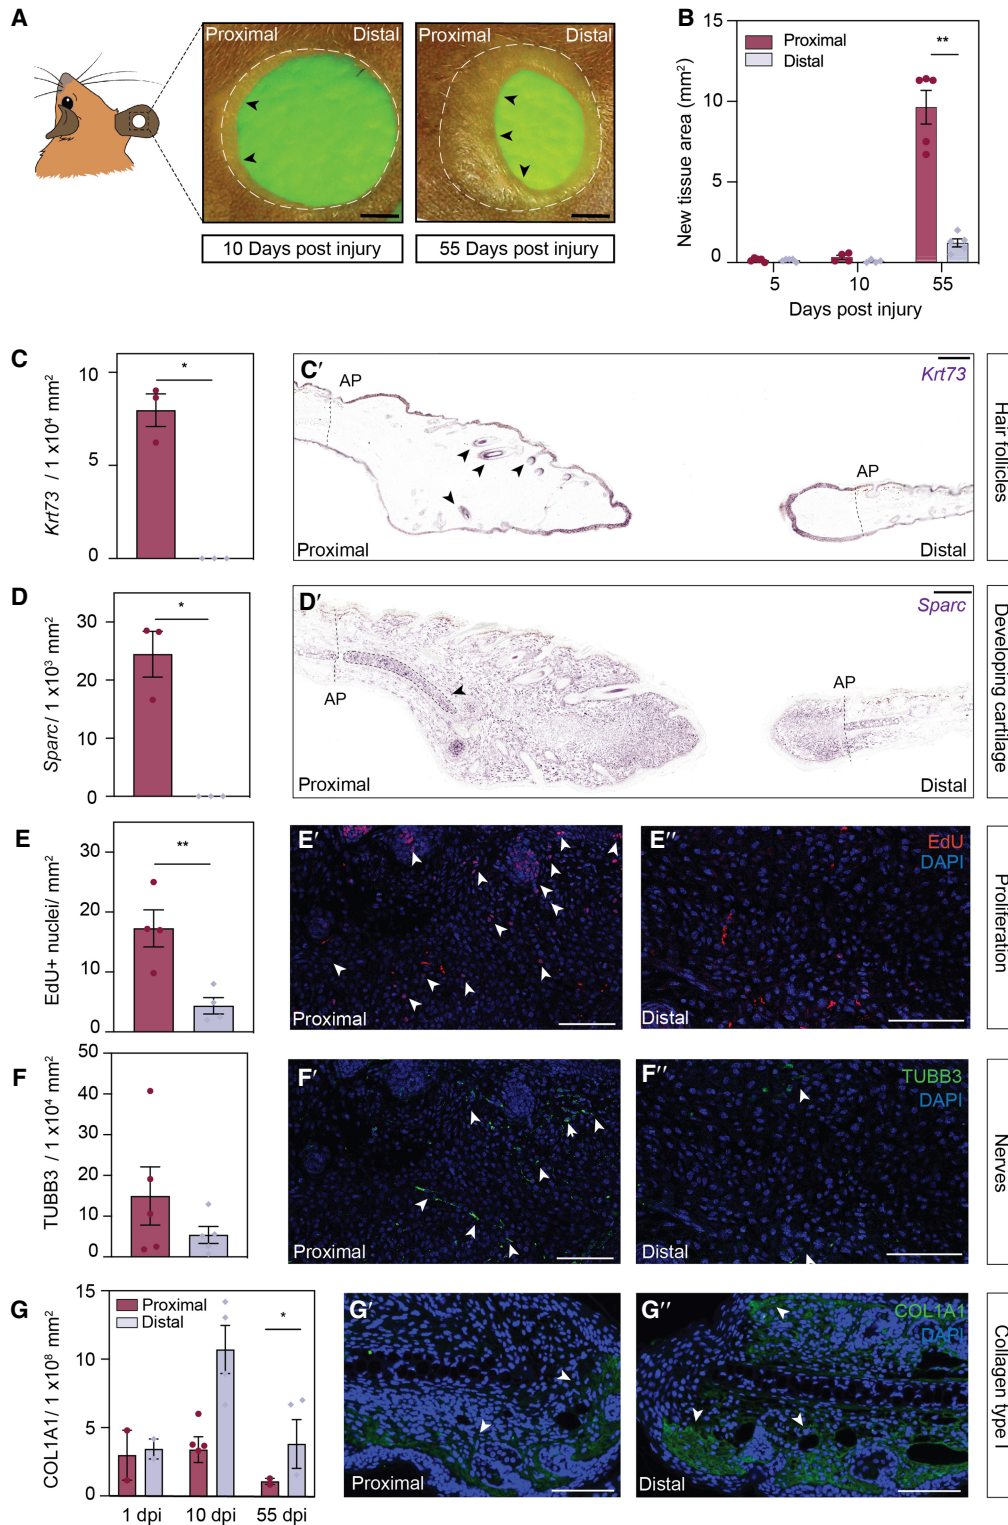 A
Proximal Distal
Proximal Distal
10 Days post injury
55 Days post injury
B
New tissue area (mm²)
15
10
5
0
Proximal
Distal
**
5 10 55
Days post injury
C
Krt73 / 1 x10⁴ mm²
10
5
0
*
C′
AP
Krt73
AP
Proximal
Distal
Hair follicles
D
Sparc/ 1 x10³ mm²
30
20
10
0
*
D′
Sparc
AP
AP
Proximal
Distal
Developing cartilage
E
EdU+ nuclei/ mm²
30
20
10
0
**
E′
Proximal
E″
EdU
DAPI
Distal
Proliferation
F
TUBB3 / 1 x10⁴ mm²
50
40
30
20
10
0
F′
Proximal
F″
TUBB3
DAPI
Distal
Nerves
G
COL1A1/ 1 x10⁸ mm²
15
10
5
0
Proximal
Distal
*
1 dpi 10 dpi 55 dpi
G′
Proximal
G″
COL1A1
DAPI
Distal
Collagen type I